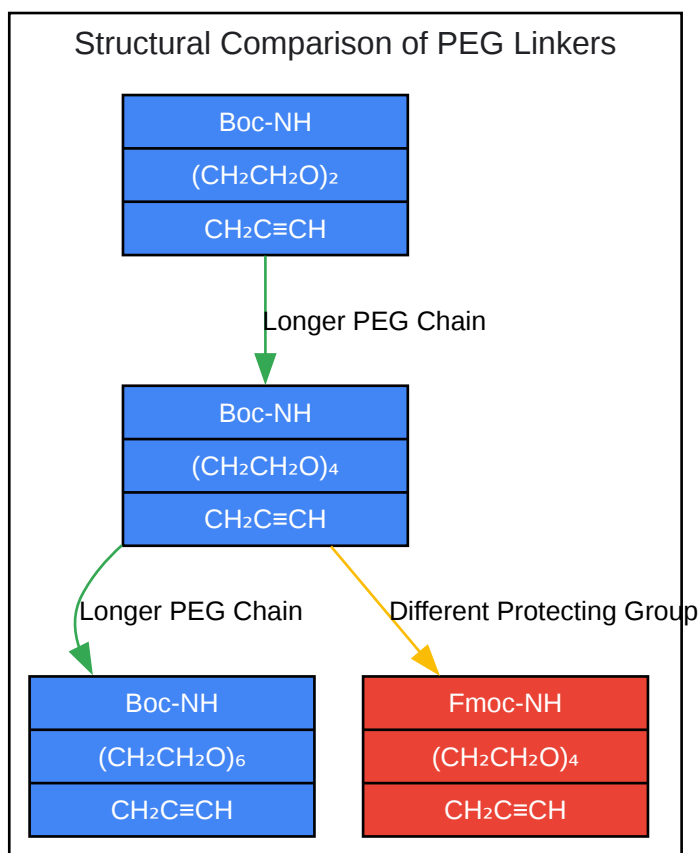 Structural Comparison of PEG Linkers
Boc-NH
(CH₂CH₂O)₂
CH₂C≡CH
Longer PEG Chain
Boc-NH
(CH₂CH₂O)₄
CH₂C≡CH
Longer PEG Chain
Different Protecting Group
Boc-NH
(CH₂CH₂O)₆
CH₂C≡CH
Fmoc-NH
(CH₂CH₂O)₄
CH₂C≡CH